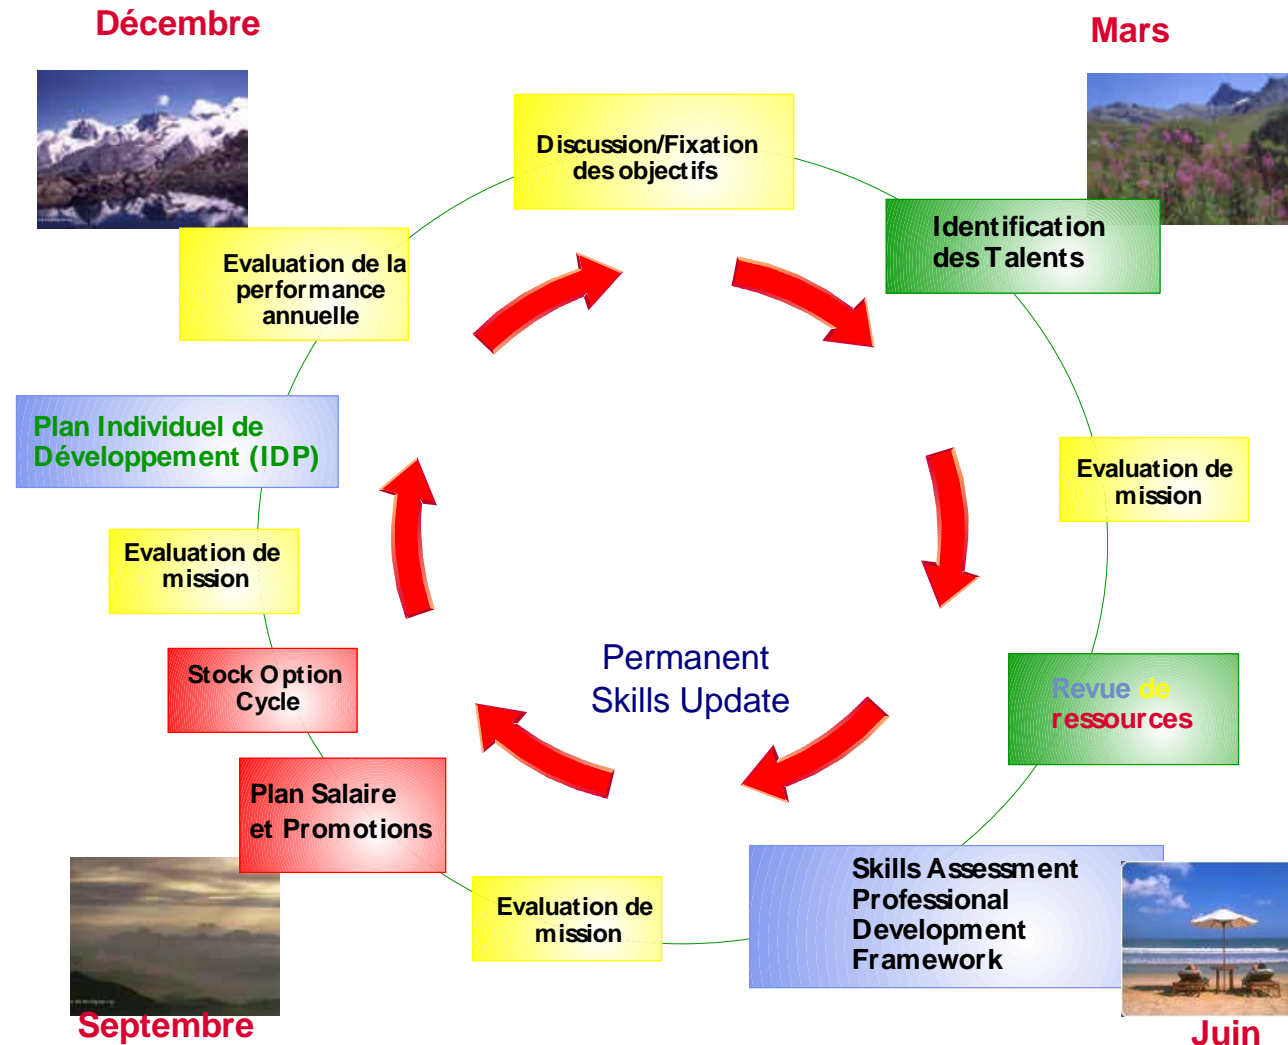 Décembre
Mars
Discussion/Fixation
des objectifs
Identification
des Talents
Evaluation de la
performance
annuelle
Plan Individuel de
Développement (IDP)
Evaluation de
mission
Evaluation de
mission
Stock Option
Cycle
Permanent
Skills Update
Revue de
ressources
Plan Salaire
et Promotions
Skills Assessment
Professional
Development
Framework
Evaluation de
mission
Septembre
Juin